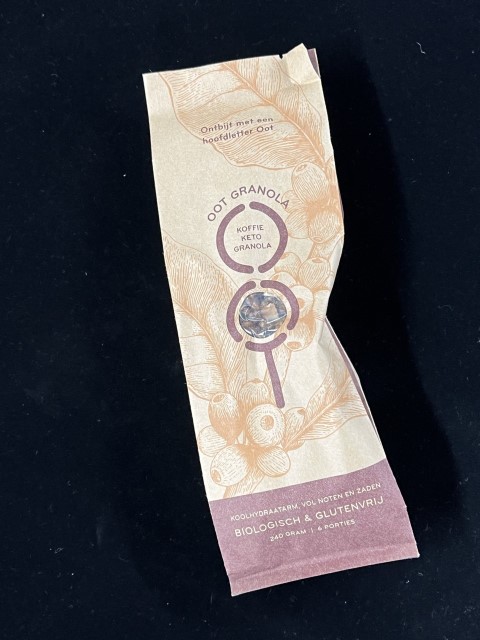 Ontbijt met een
hoofdletter Oot
OOT GRANOLA
KOFFIE
KETO
GRANOLA
KOOLHYDRAATARM, VOL NOTEN EN ZADEN
BIOLOGISCH & GLUTENVRIJ
240 GRAM | 6 PORTIES